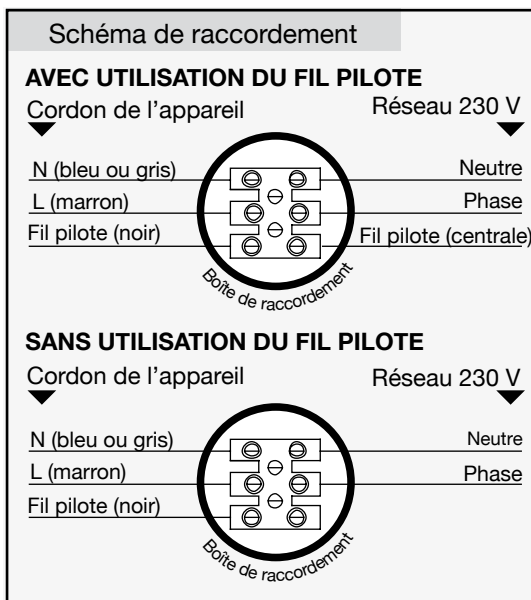 Schéma de raccordement
AVEC UTILISATION DU FIL PILOTE
Cordon de l'appareil Réseau 230 V
N (bleu ou gris) Neutre
L (marron) Phase
Fil pilote (noir) Fil pilote (centrale)
Boîte de raccordement
SANS UTILISATION DU FIL PILOTE
Cordon de l'appareil Réseau 230 V
N (bleu ou gris) Neutre
L (marron) Phase
Fil pilote (noir)
Boîte de raccordement